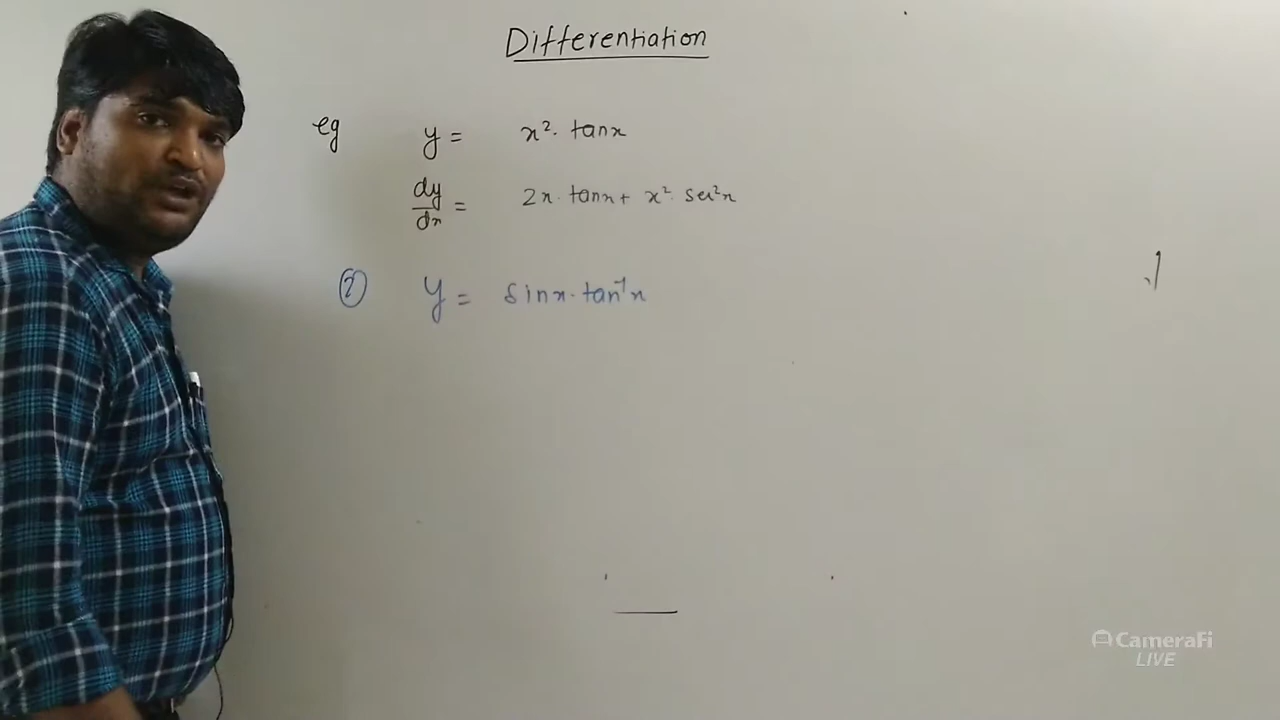 Differentiation
eg y = x². tanx
dy/dx = 2x. tanx + x². sec²x
② y = sinx. tan⁻¹x
CameraFi
LIVE